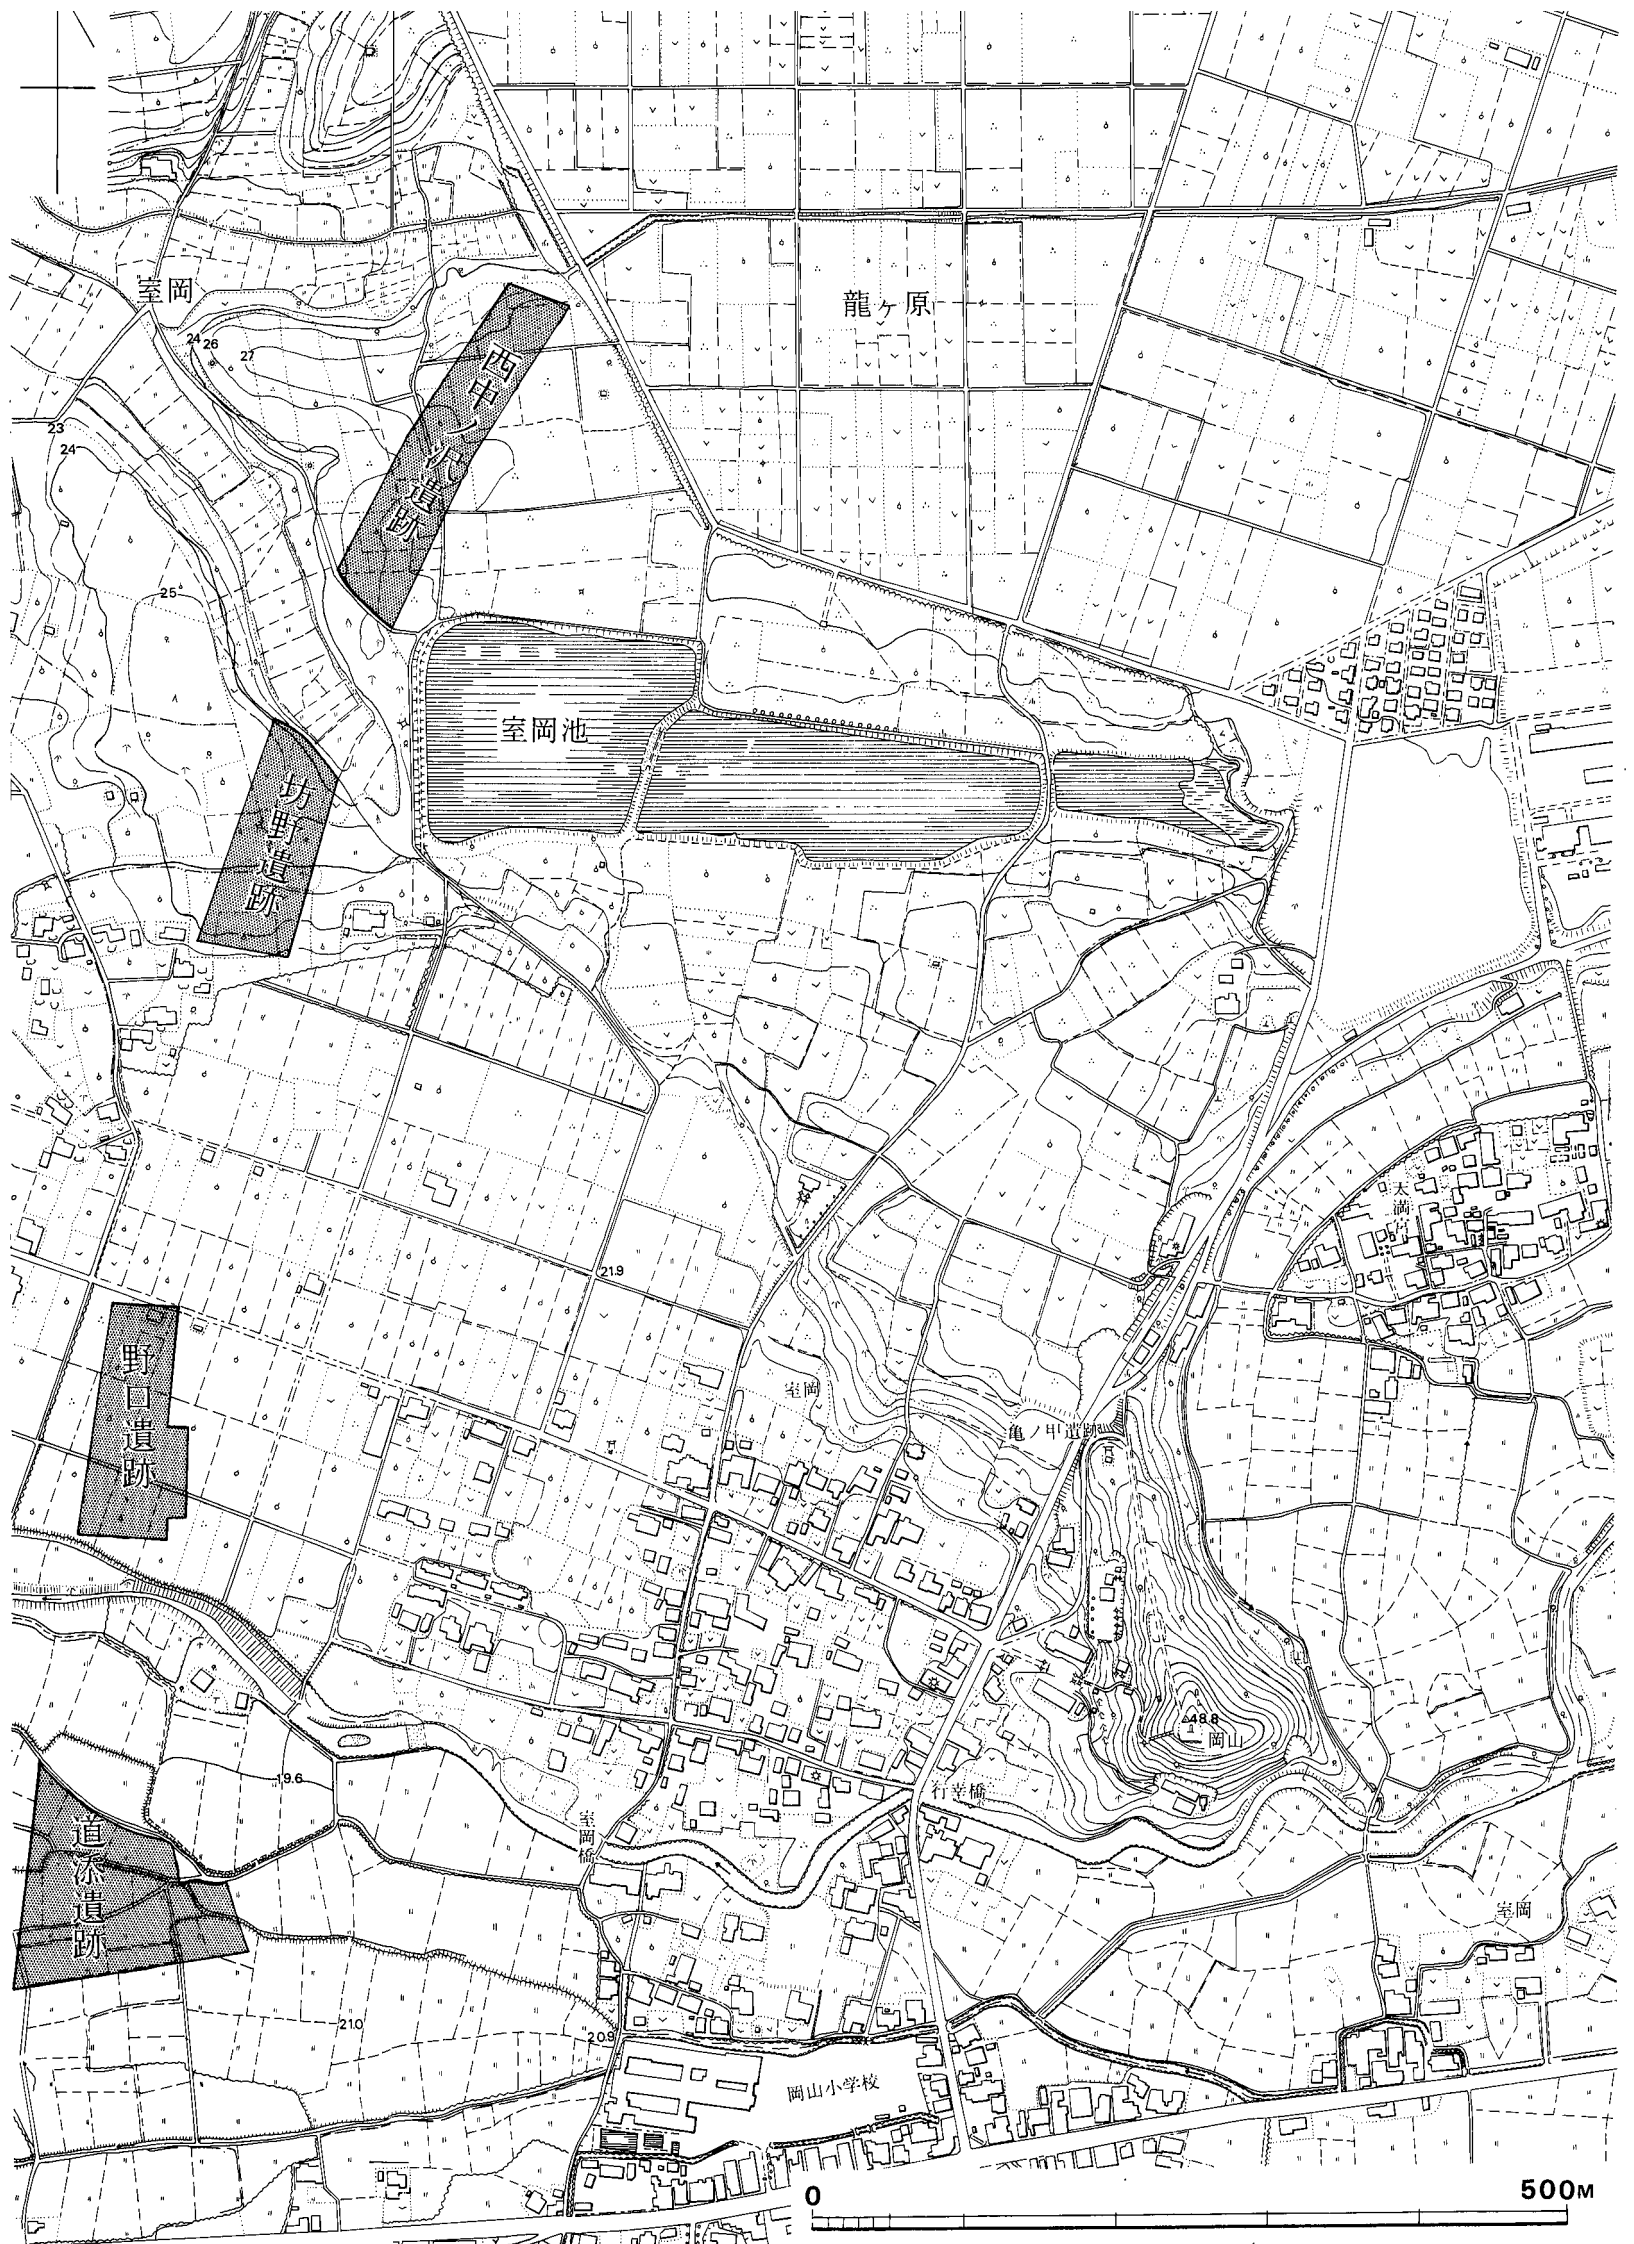 室岡
龍ヶ原
24
26
27
西中ノ沢遺跡
23
24
25
室岡池
坊野遺跡
天満宮
21.9
野口遺跡
室岡
亀ノ甲遺跡
48.8
岡山
19.6
行幸橋
室岡橋
道添遺跡
室岡
21.0
20.9
岡山小学校
0
500M